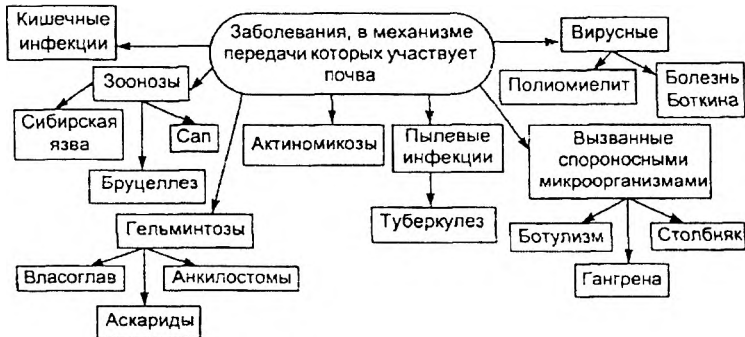 Кишечные
инфекции
Заболевания, в механизме
передачи которых участвует
почва
Вирусные
Зоонозы
Полиомиелит
Болезнь
Боткина
Сибирская
язва
Сап
Бруцеллез
Актиномикозы
Пылевые
инфекции
Вызванные
спороносными
микроорганизмами
Туберкулез
Гельминтозы
Ботулизм
Столбняк
Гангрена
Власоглав
Анкилостомы
Аскариды